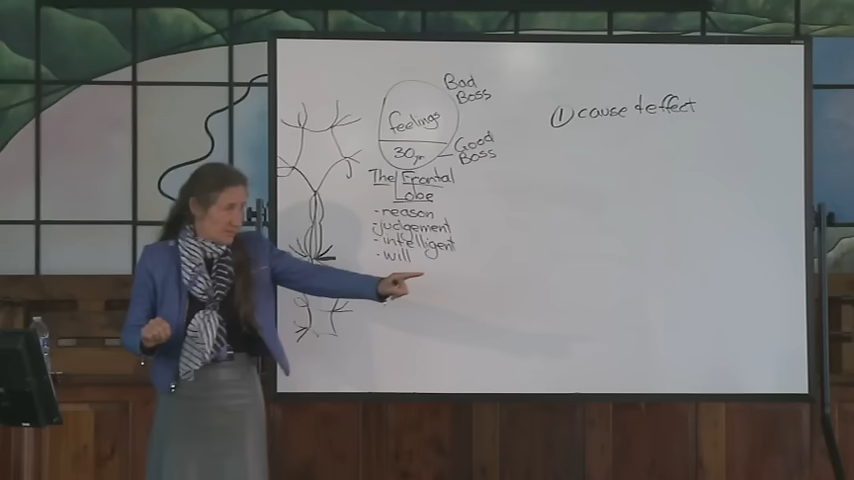 Bad
Boss
feelings
30yr
Good
Boss
The Frontal
Lobe
- reason
- judgement
- intelligent
- will
① cause & effect